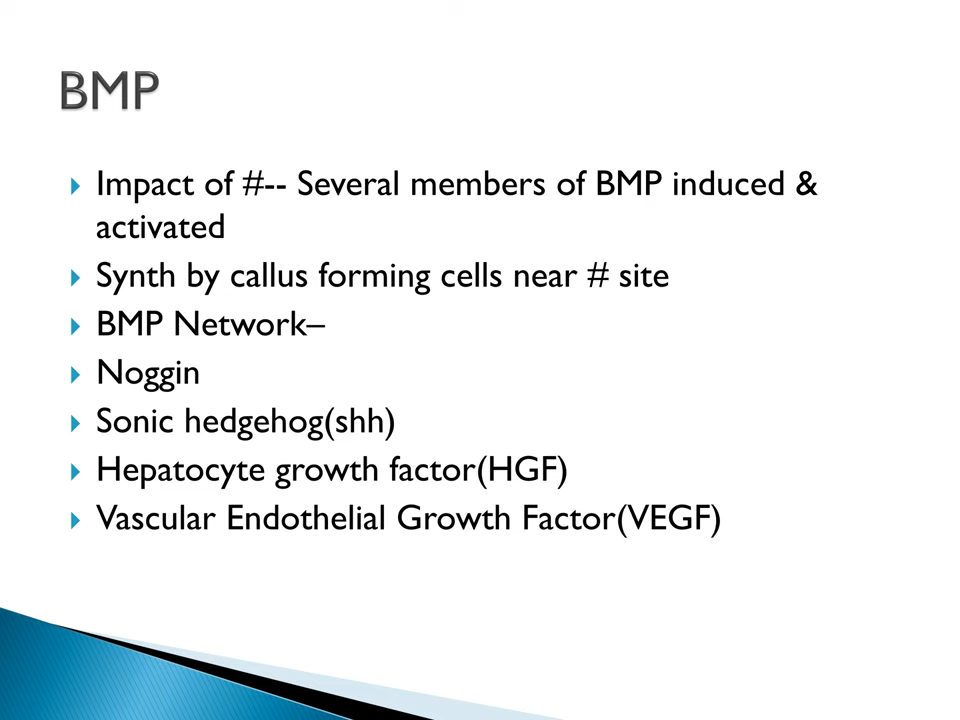 BMP
Impact of #-- Several members of BMP induced &
activated
Synth by callus forming cells near # site
BMP Network–
Noggin
Sonic hedgehog(shh)
Hepatocyte growth factor(HGF)
Vascular Endothelial Growth Factor(VEGF)